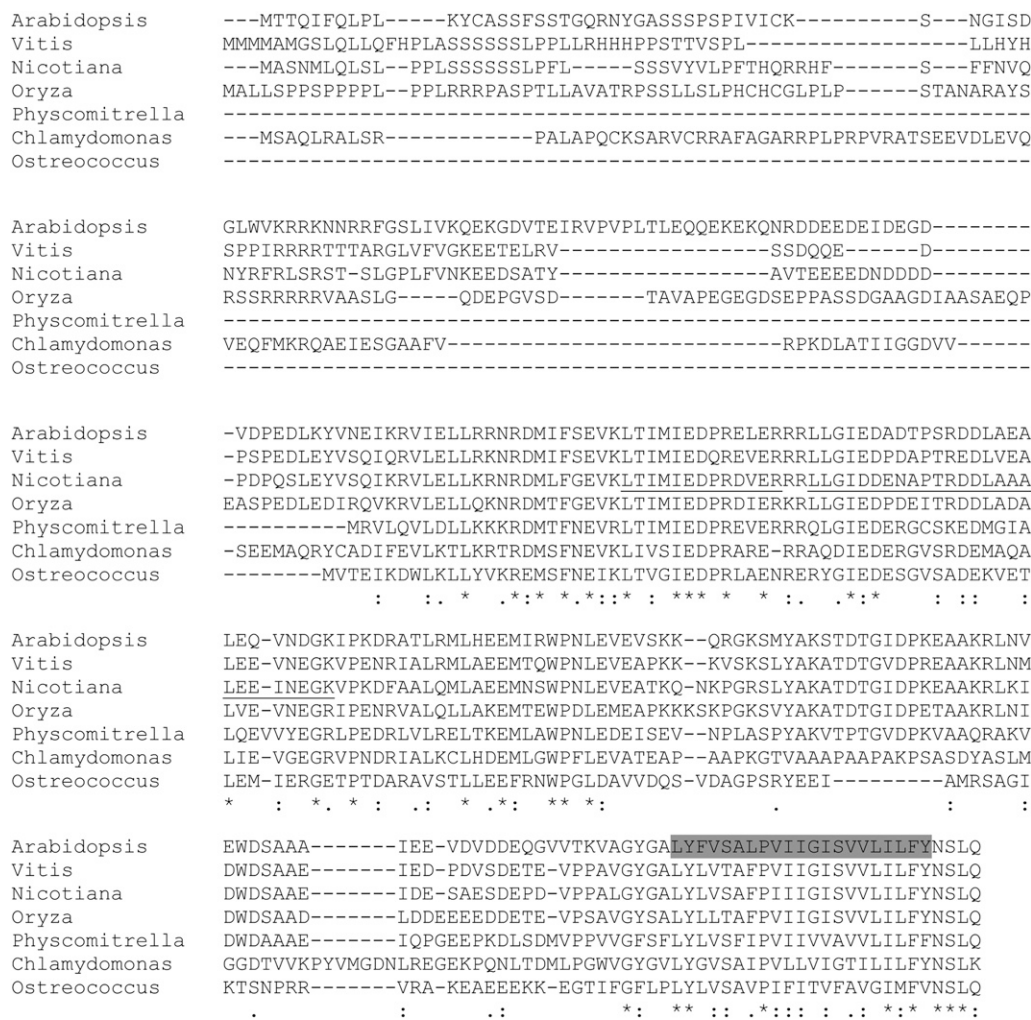 Arabidopsis ---MTTQIFQLPL------KYCASSFSSTGQRNYGASSSPSPIVICK----------S---NGISD
Vitis MMMMAMGSLQLLQFHPLASSSSSSLPPLLRHHHPPSTTVSPL-----------------LLHYH
Nicotiana ---MASNMLQLSL--PPLSSSSSSLPFL------SSSVYVLPFTHQRRHF-------S---FFNVQ
Oryza MALLSPPSPPPPL--PPLRRRPASPTLLAVATRPSSLLSLPHCHCGLPLP------STANARAYS
Physcomitrella -----------------------------------------------------------------
Chlamydomonas ---MSAQLRALSR------------PALAPQCKSARVCRRAFAGARRPLPRPVRATSEEVDLEVQ
Ostreococcus -----------------------------------------------------------------
Arabidopsis GLWVKRRKNNRRFGSLIVKQEKGDVTEIRVPVPLTLEQQEKEKQNRDDEEDEIDEGD--------
Vitis SPPIRRRRTTTARGLVFVGKEETELRV-----------------SSDQQE----D--------
Nicotiana NYRFRLSRST-SLGPLFVNKEEDSATY-----------------AVTEEEEDNDDDD--------
Oryza RSSRRRRRRVAASLG-----QDEPGVSD-------TAVAPEGEGDSEPPASSDGAAGDIAASAEQP
Physcomitrella -----------------------------------------------------------------
Chlamydomonas VEQFMKRQAEIESGAAFV---------------------------RPKDLATIIGGDVV------
Ostreococcus -----------------------------------------------------------------
Arabidopsis -VDPEDLKYVNEIKRVIELLRRNRDMIFSEVKLTIMIEDPRELERRRLLGIEDADTPSRDDLAEA
Vitis -PSPEDLEYVSQIQRVLELLRKNRDMIFSEVKLTIMIEDQREVERRRLLGIEDPDAPTREDLVEA
Nicotiana -PDPQSLEYVSQIKRVLELLRKNRDMLFGEVKLTIMIEDPRDVERRRLLGIDDENAPTRDDLAAA
Oryza EASPEDLEDIRQVKRVLELLQKNRDMTFGEVKLTIMIEDPRDIERKRLLGIEDPDEITRDDLADA
Physcomitrella ----------MRVLQVLDLLKKKRDMTFNEVRLTIMIEDPREVERRRQLGIEDERGCSKEDMGIA
Chlamydomonas -SEEMAQRYCADIFEVLKTLKRTRDMSFNEVKLIVSIEDPRARE-RRAQDIEDERGVSRDEMAQA
Ostreococcus --------MVTEIKDWLKLLYVKREMSFNEIKLTVGIEDPRLAENRERYGIEDESGVSADEKVET
: :. * .*:* *.*::* : *** * *:. .*:* : :: :
Arabidopsis LEQ-VNDGKIPKDRATLRMLHEEMIRWPNLEVEVSKK--QRGKSMYAKSTDTGIDPKEAAKRLNV
Vitis LEE-VNEGKVPENRIALRMLAEEMTQWPNLEVEAPKK--KVSKSLYAKATDTGVDPREAAKRLNM
Nicotiana LEE-INEGKVPKDFAALQMLAEEMNSWPNLEVEATKQ-NKPGRSLYAKATDTGIDPKEAAKRLKI
Oryza LVE-VNEGRIPENRVALQLLAKEMTEWPDLEMEAPKKKSKPGKSVYAKATDTGIDPETAAKRLNI
Physcomitrella LQEVVYEGRLPEDRLVLRELTKEMLAWPNLEDEISEV--NPLASPYAKVTPTGVDPKVAAQRAKV
Chlamydomonas LIE-VGEGRVPNDRIALKCLHDEMLGWPFLEVATEAP--AAPKGTVAAAPAAPAKPSASDYASLM
Ostreococcus LEM-IERGETPTDARAVSTLLEEFRNWPGLDAVVDQS-VDAGPSRYEEI---------AMRSAGI
* : *. * .: * .*: ** *: . : :
Arabidopsis EWDSAAA-------IEE-VDVDDEQGVVTKVAGYGALYFVSALPVIIGISVVLILFYNSLQ
Vitis DWDSAAE-------IED-PDVSDETE-VPPAVGYGALYLVTAFPVIIGISVVLILFYNSLQ
Nicotiana DWDSAAE-------IDE-SAESDEPD-VPPALGYGALYLVSAFPVIIGISVVLILFYNSLQ
Oryza DWDSAAD-------LDDEEEEDDETE-VPSAVGYSALYLLTAFPVIIGISVVLILFYNSLQ
Physcomitrella DWDAAAE-------IQPGEEPKDLSDMVPPVVGFSFLYLVSFIPVIIVVAVVLILFFNSLQ
Chlamydomonas GGDTVVKPYVMGDNLREGEKPQNLTDMLPGWVGYGVLYGVSAIPVLLVIGTILILFYNSLK
Ostreococcus KTSNPRR-------VRA-KEAEEEKK-EGTIFGFLPLYLVSAVPIFITVFAVGIMFVNSLQ
. : .: *: ** :: .*::: : .: *:* ***: